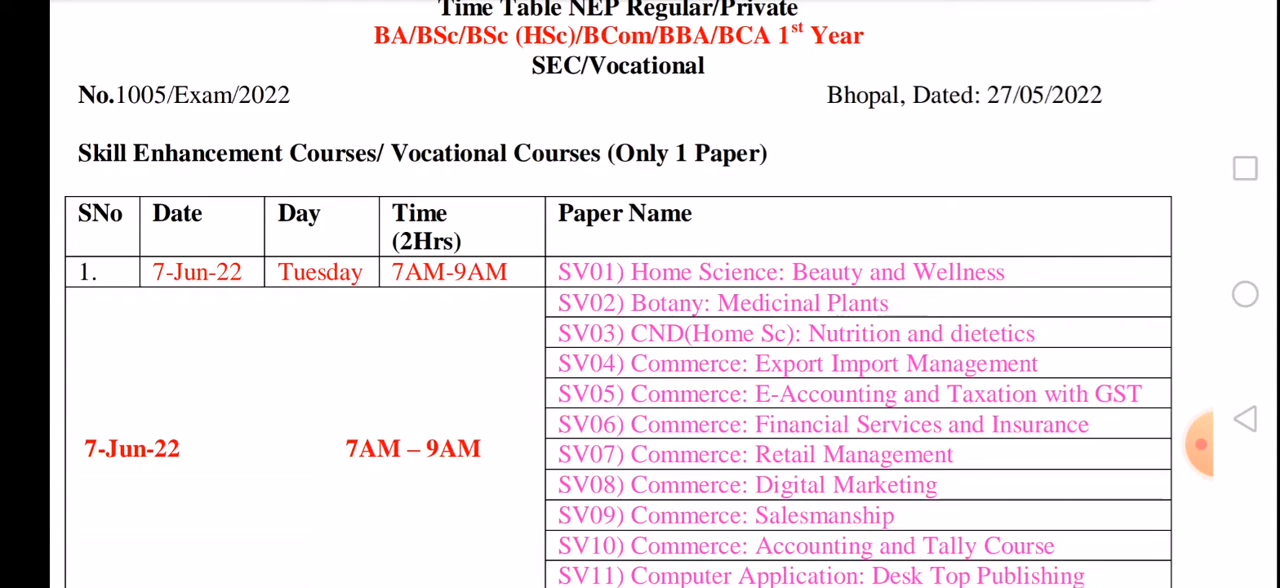 Time Table NEP Regular/Private
BA/BSc/BSc (HSc)/BCom/BBA/BCA 1st Year
SEC/Vocational
No.1005/Exam/2022 Bhopal, Dated: 27/05/2022
Skill Enhancement Courses/ Vocational Courses (Only 1 Paper)
SNo Date Day Time (2Hrs) Paper Name
1. 7-Jun-22 Tuesday 7AM-9AM SV01) Home Science: Beauty and Wellness
SV02) Botany: Medicinal Plants
SV03) CND(Home Sc): Nutrition and dietetics
SV04) Commerce: Export Import Management
SV05) Commerce: E-Accounting and Taxation with GST
SV06) Commerce: Financial Services and Insurance
7-Jun-22 7AM – 9AM
SV07) Commerce: Retail Management
SV08) Commerce: Digital Marketing
SV09) Commerce: Salesmanship
SV10) Commerce: Accounting and Tally Course
SV11) Computer Application: Desk Top Publishing